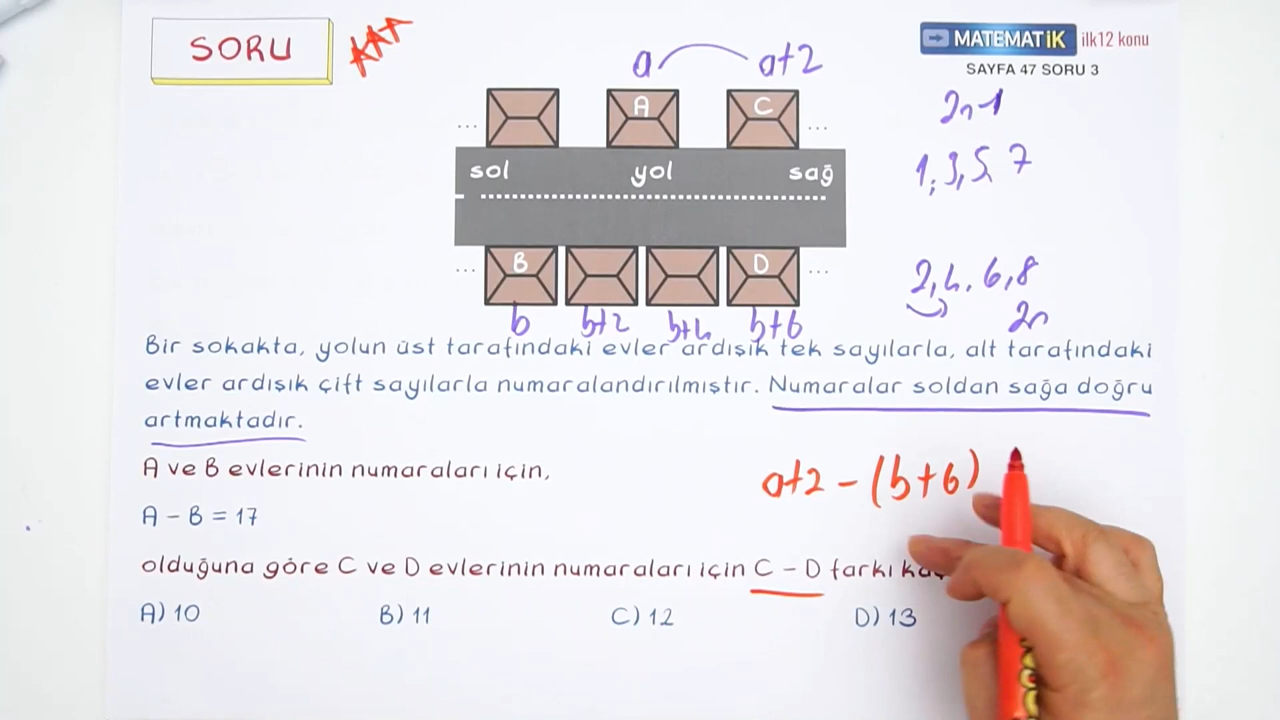 SORU
AAA
MATEMATİK ilk12 konu
SAYFA 47 SORU 3
a a+2
2n-1
1, 3, 5, 7
A C
... ...
sol yol sağ
B D
... ...
2, 4, 6, 8
2n
b b+2 b+4 b+6
Bir sokakta, yolun üst tarafındaki evler ardışık tek sayılarla, alt tarafındaki
evler ardışık çift sayılarla numaralandırılmıştır. Numaralar soldan sağa doğru
artmaktadır.
A ve B evlerinin numaraları için,
a+2 - (b+6)
A - B = 17
olduğuna göre C ve D evlerinin numaraları için C - D farkı
A) 10 B) 11 C) 12 D) 13